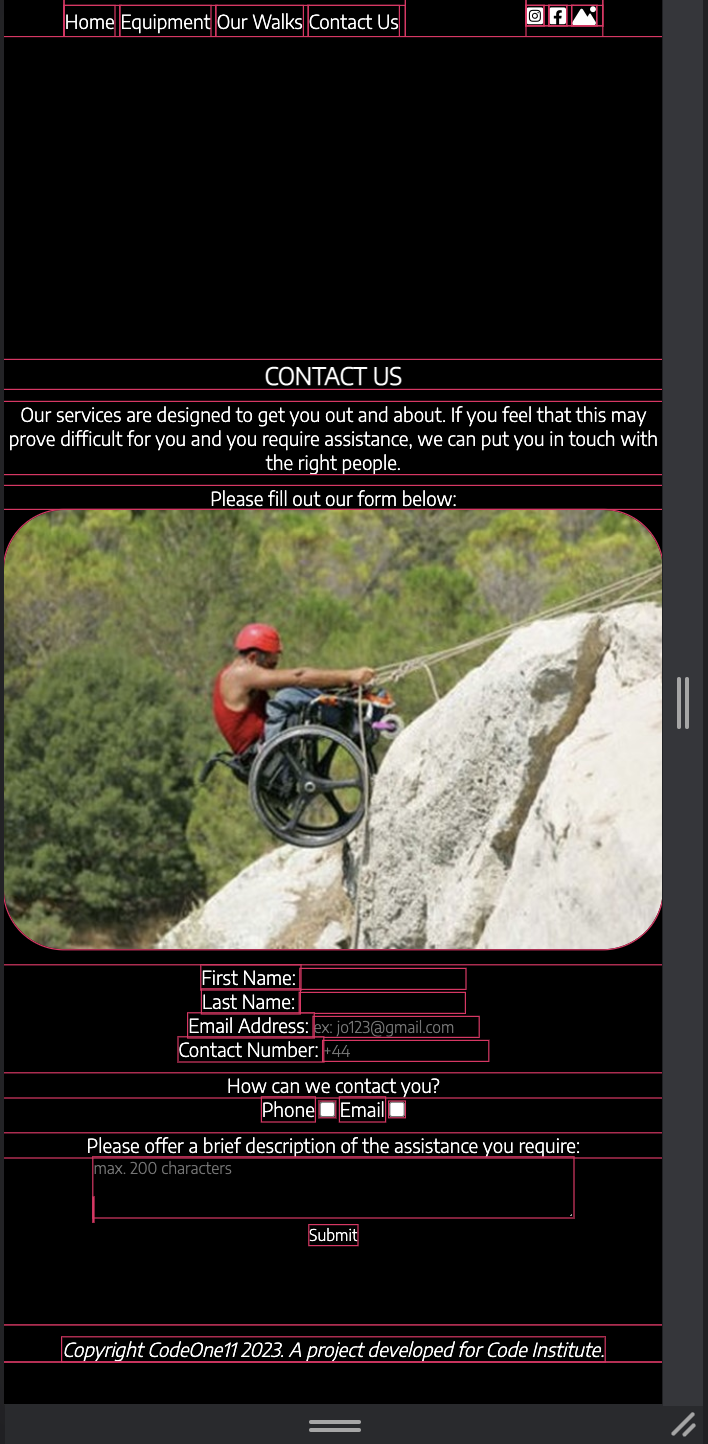 Home Equipment Our Walks Contact Us
CONTACT US
Our services are designed to get you out and about. If you feel that this may
prove difficult for you and you require assistance, we can put you in touch with
the right people.
Please fill out our form below:
First Name:
Last Name:
Email Address: ex: jo123@gmail.com
Contact Number: +44
How can we contact you?
Phone Email
Please offer a brief description of the assistance you require:
max. 200 characters
Submit
Copyright CodeOne11 2023. A project developed for Code Institute.